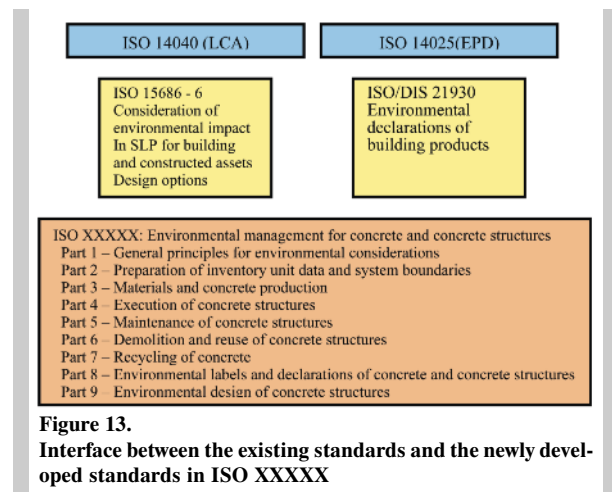 ISO 14040 (LCA)
ISO 14025(EPD)
ISO 15686 - 6
Consideration of
environmental impact
In SLP for building
and constructed assets
Design options
ISO/DIS 21930
Environmental
declarations of
building products
ISO XXXXX: Environmental management for concrete and concrete structures
Part 1 – General principles for environmental considerations
Part 2 – Preparation of inventory unit data and system boundaries
Part 3 – Materials and concrete production
Part 4 – Execution of concrete structures
Part 5 – Maintenance of concrete structures
Part 6 – Demolition and reuse of concrete structures
Part 7 – Recycling of concrete
Part 8 – Environmental labels and declarations of concrete and concrete structures
Part 9 – Environmental design of concrete structures
Figure 13.
Interface between the existing standards and the newly devel-
oped standards in ISO XXXXX